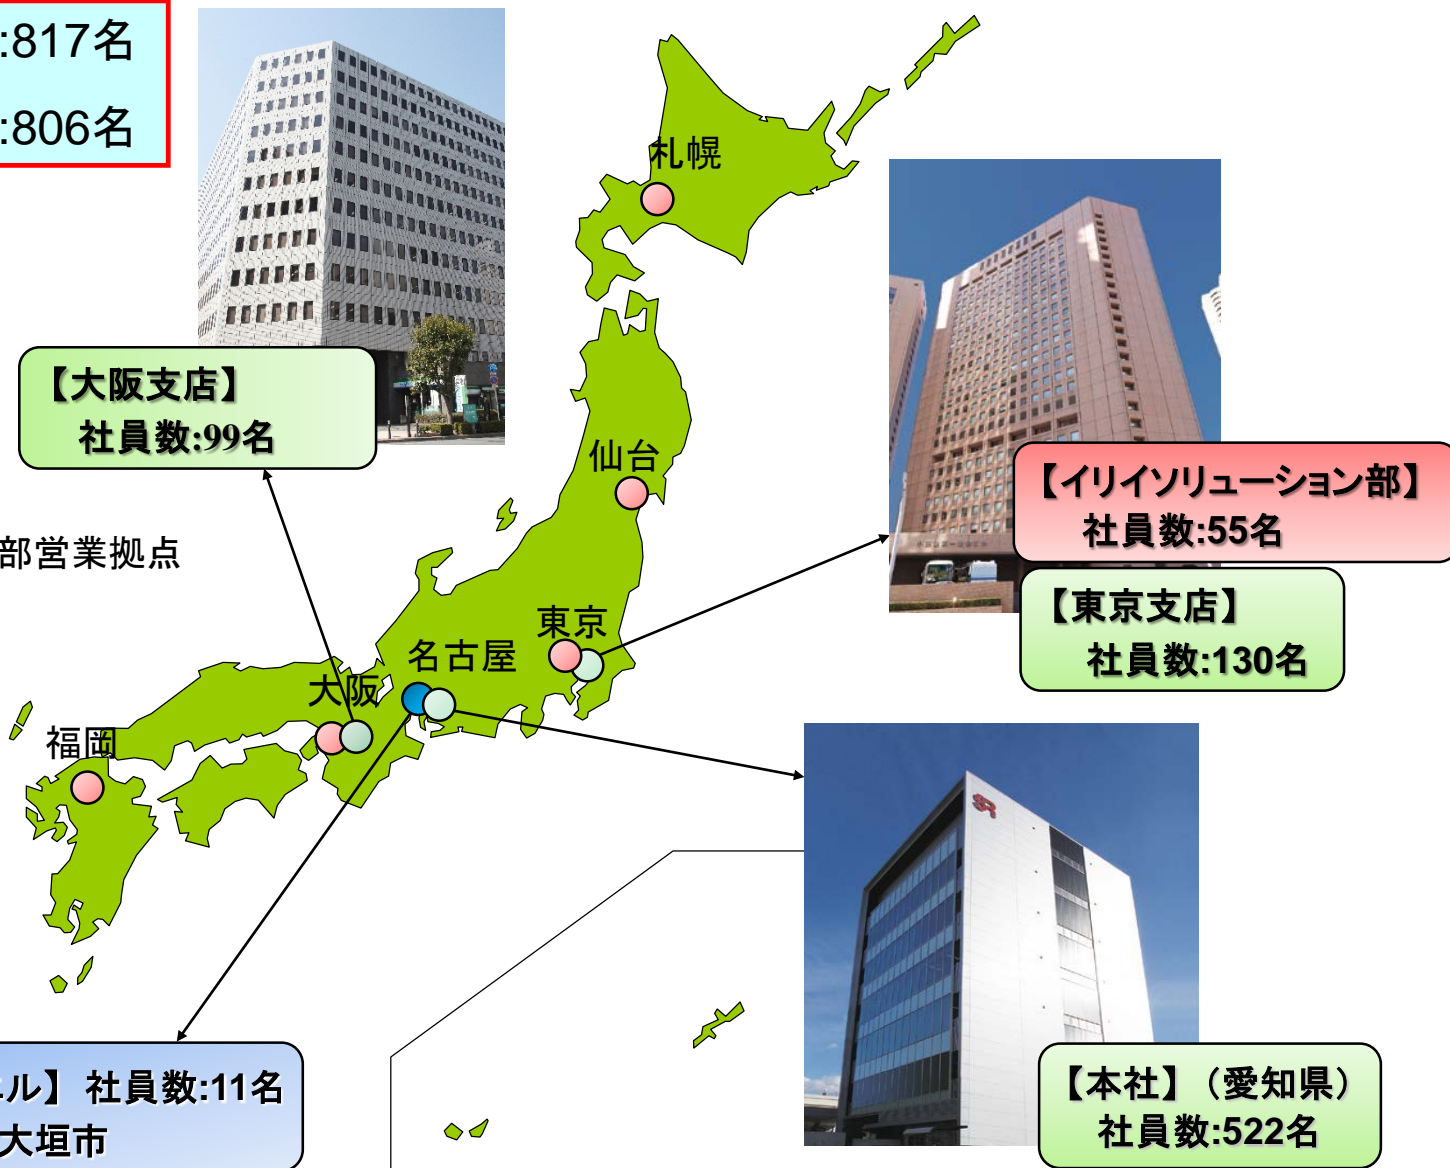 :817名
:806名
札幌
【大阪支店】
社員数:99名
仙台
【イリイソリューション部】
社員数:55名
部営業拠点
【東京支店】
社員数:130名
東京
名古屋
大阪
福岡
ル】 社員数:11名
大垣市
【本社】（愛知県）
社員数:522名